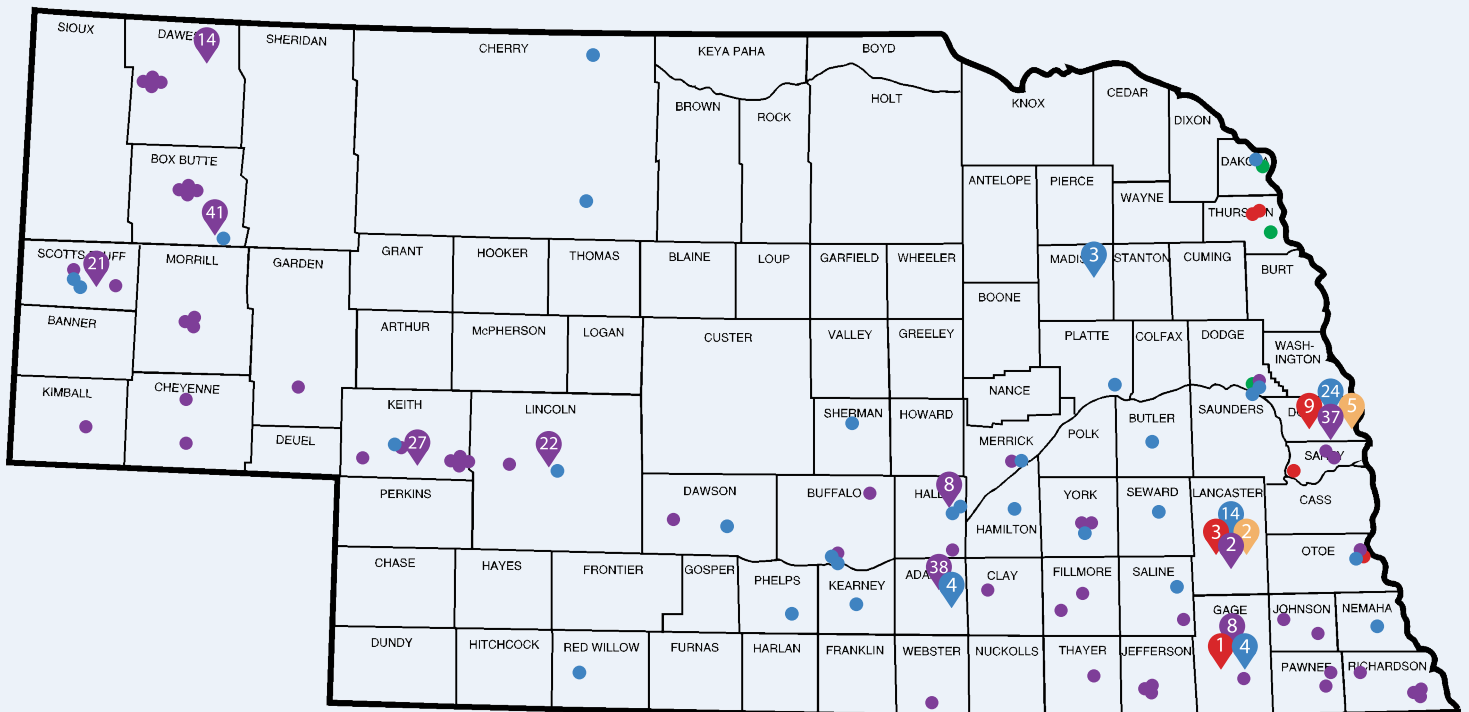 SIOUX
DAWE
14
SHERIDAN
CHERRY
KEYA PAHA
BOYD
BROWN
ROCK
HOLT
KNOX
CEDAR
DIXON
DAKOTA
BOX BUTTE
41
ANTELOPE
PIERCE
WAYNE
THURSTON
SCOTTS BLUFF
21
MORRILL
GARDEN
GRANT
HOOKER
THOMAS
BLAINE
LOUP
GARFIELD
WHEELER
MADIS
3
STANTON
CUMING
BURT
BOONE
BANNER
ARTHUR
McPHERSON
LOGAN
CUSTER
VALLEY
GREELEY
PLATTE
COLFAX
DODGE
WASH-
INGTON
NANCE
KIMBALL
CHEYENNE
KEITH
27
LINCOLN
22
DEUEL
SHERMAN
HOWARD
MERRICK
POLK
BUTLER
SAUNDERS
24
9
5
37
SARPY
PERKINS
DAWSON
BUFFALO
HALL
8
HAMILTON
YORK
SEWARD
LANCASTER
14
3
2
2
CASS
OTOE
CHASE
HAYES
FRONTIER
GOSPER
PHELPS
KEARNEY
ADA
38
4
CLAY
FILLMORE
SALINE
GAGE
8
1
4
JOHNSON
NEMAHA
DUNDY
HITCHCOCK
RED WILLOW
FURNAS
HARLAN
FRANKLIN
WEBSTER
NUCKOLLS
THAYER
JEFFERSON
PAWNEE
RICHARDSON